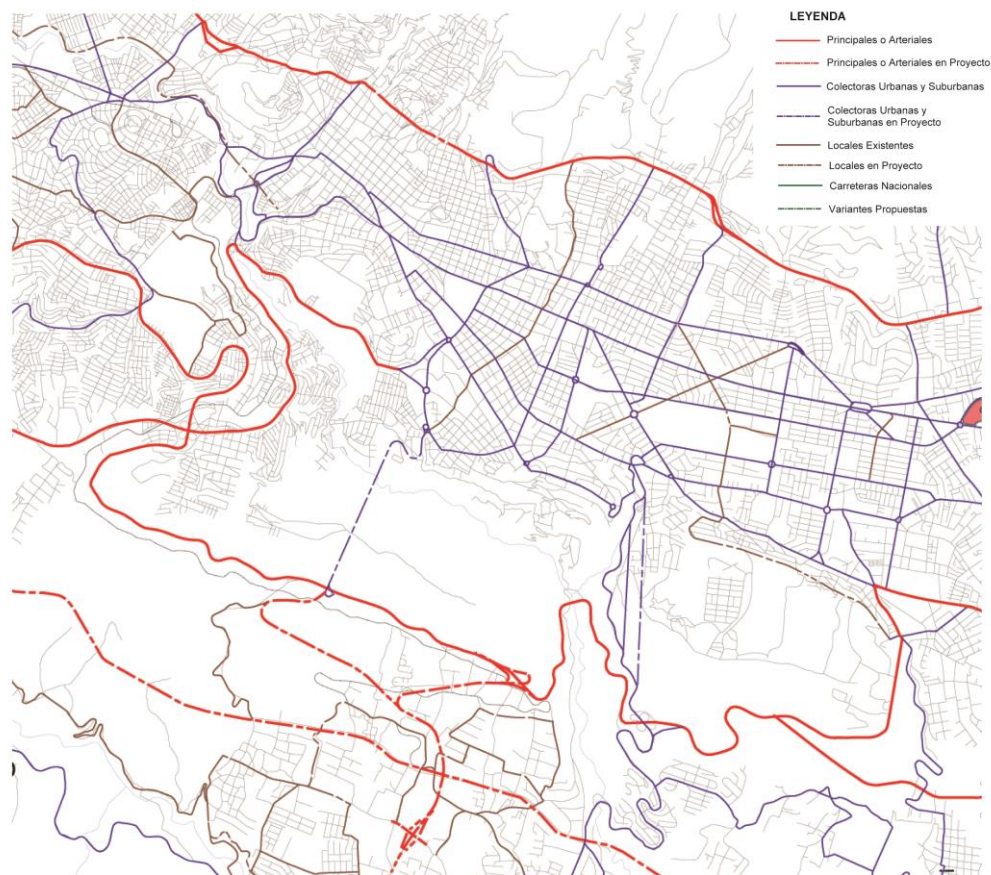 LEYENDA
Principales o Arteriales
Principales o Arteriales en Proyecto
Colectoras Urbanas y Suburbanas
Colectoras Urbanas y
Suburbanas en Proyecto
Locales Existentes
Locales en Proyecto
Carreteras Nacionales
Variantes Propuestas